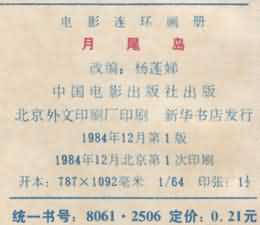 电影连环画册
月尾岛
改编：杨莲娣
中国电影出版社出版
北京外文印刷厂印刷 新华书店发行
1984年12月第1版
1984年12月北京第1次印刷
开本：787×1092毫米 1/64 印张：1½
统一书号：8061·2506 定价：0.21元